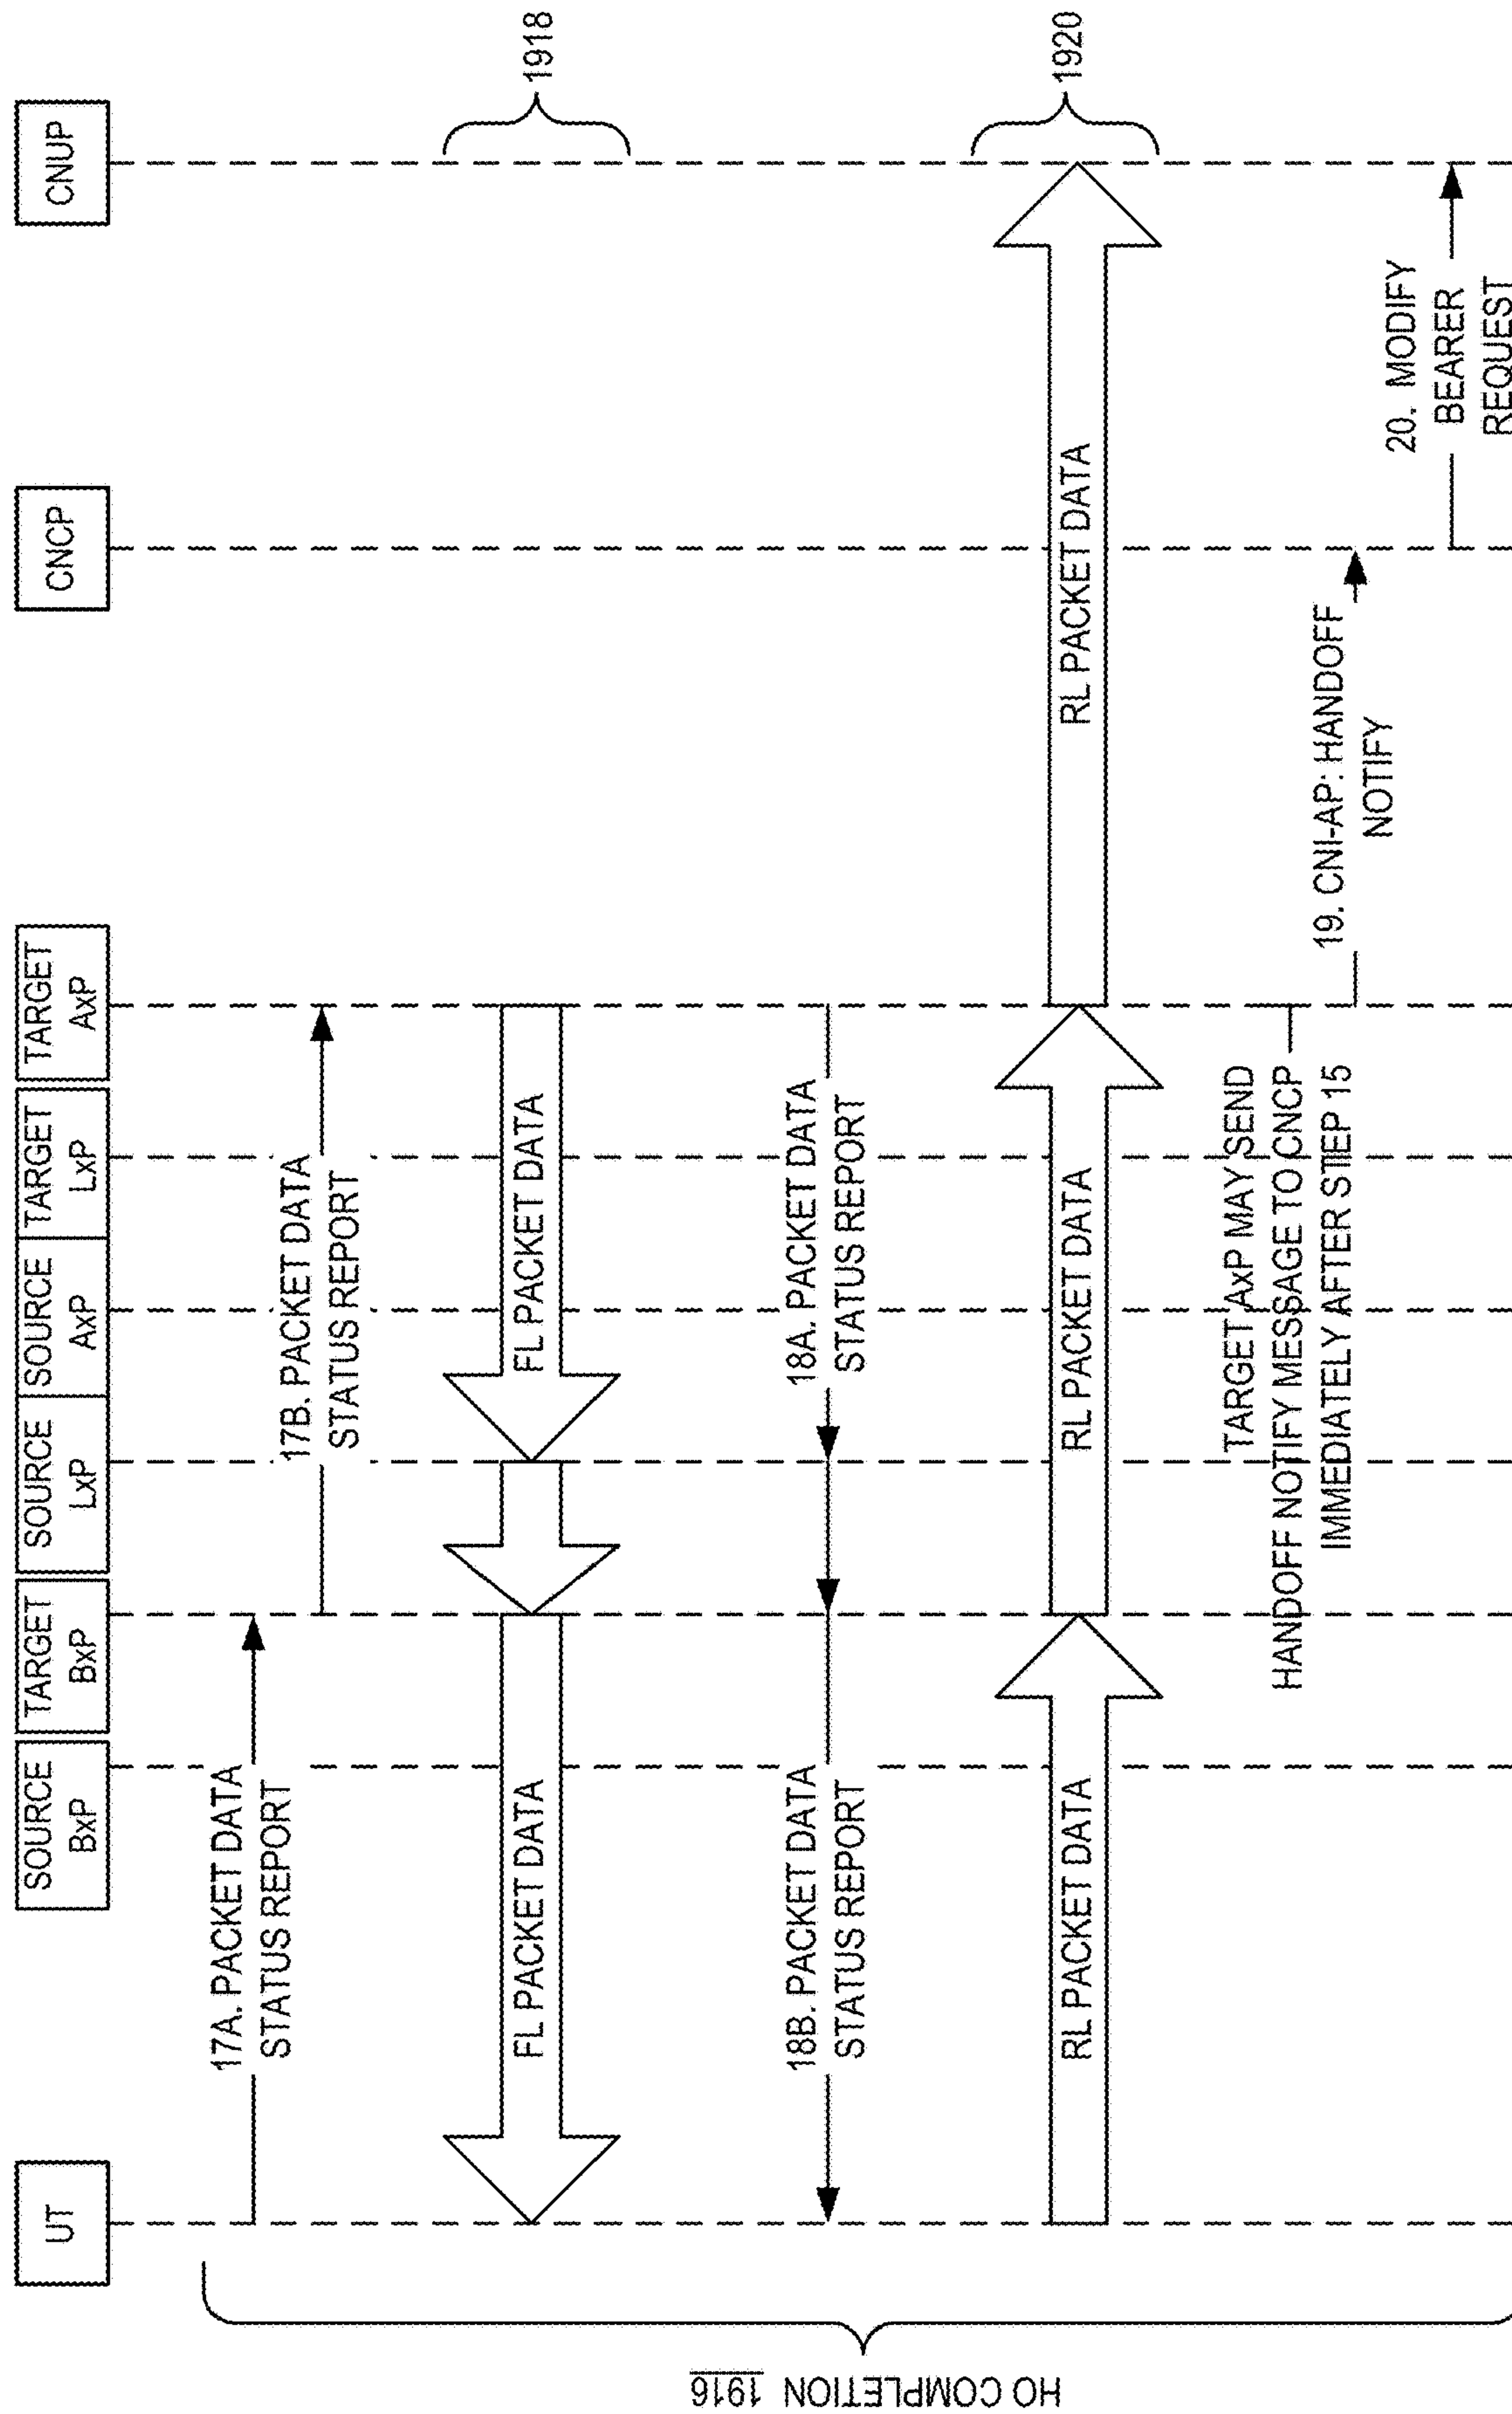 UT
SOURCE
BxP
TARGET
BxP
SOURCE
LxP
SOURCE
AxP
TARGET
LxP
TARGET
AxP
CNCP
CNUP
HO COMPLETION 1916
17A. PACKET DATA
STATUS REPORT
17B. PACKET DATA
STATUS REPORT
FL PACKET DATA
FL PACKET DATA
1918
18B. PACKET DATA
STATUS REPORT
18A. PACKET DATA
STATUS REPORT
RL PACKET DATA
RL PACKET DATA
RL PACKET DATA
1920
TARGET AxP MAY SEND
HANDOFF NOTIFY MESSAGE TO CNCP
IMMEDIATELY AFTER STEP 15
19. CNI-AP: HANDOFF
NOTIFY
20. MODIFY
BEARER
REQUEST